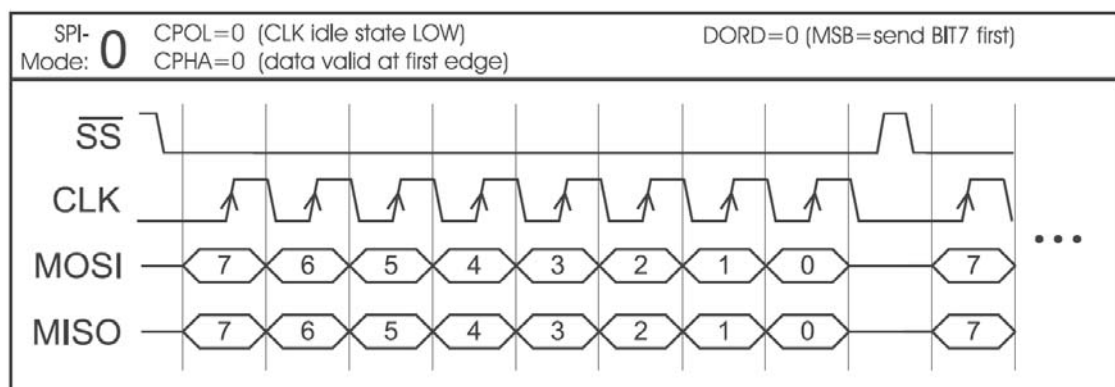 SPI- Mode: 0 CPOL=0 (CLK idle state LOW) DORD=0 (MSB=send BIT7 first)
CPHA=0 (data valid at first edge)
SS
CLK
MOSI 7 6 5 4 3 2 1 0 7
MISO 7 6 5 4 3 2 1 0 7
...